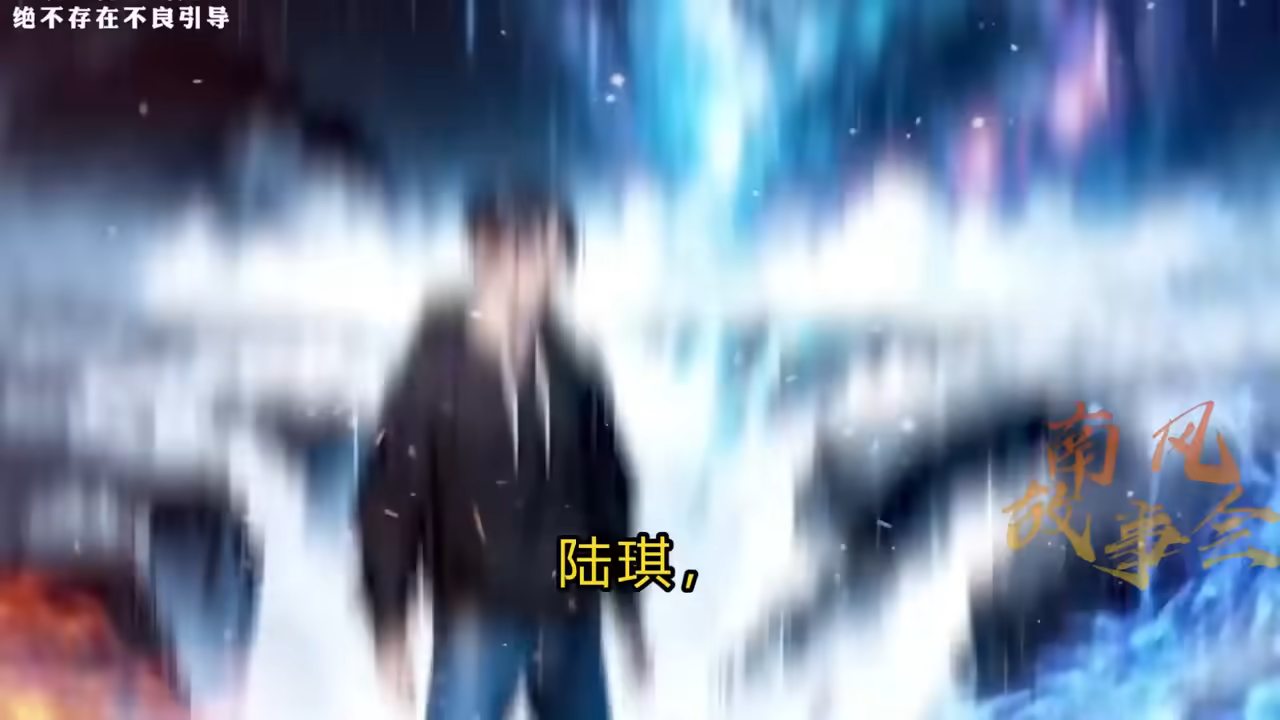 绝不存在不良引导
陆琪，
南风
故事会